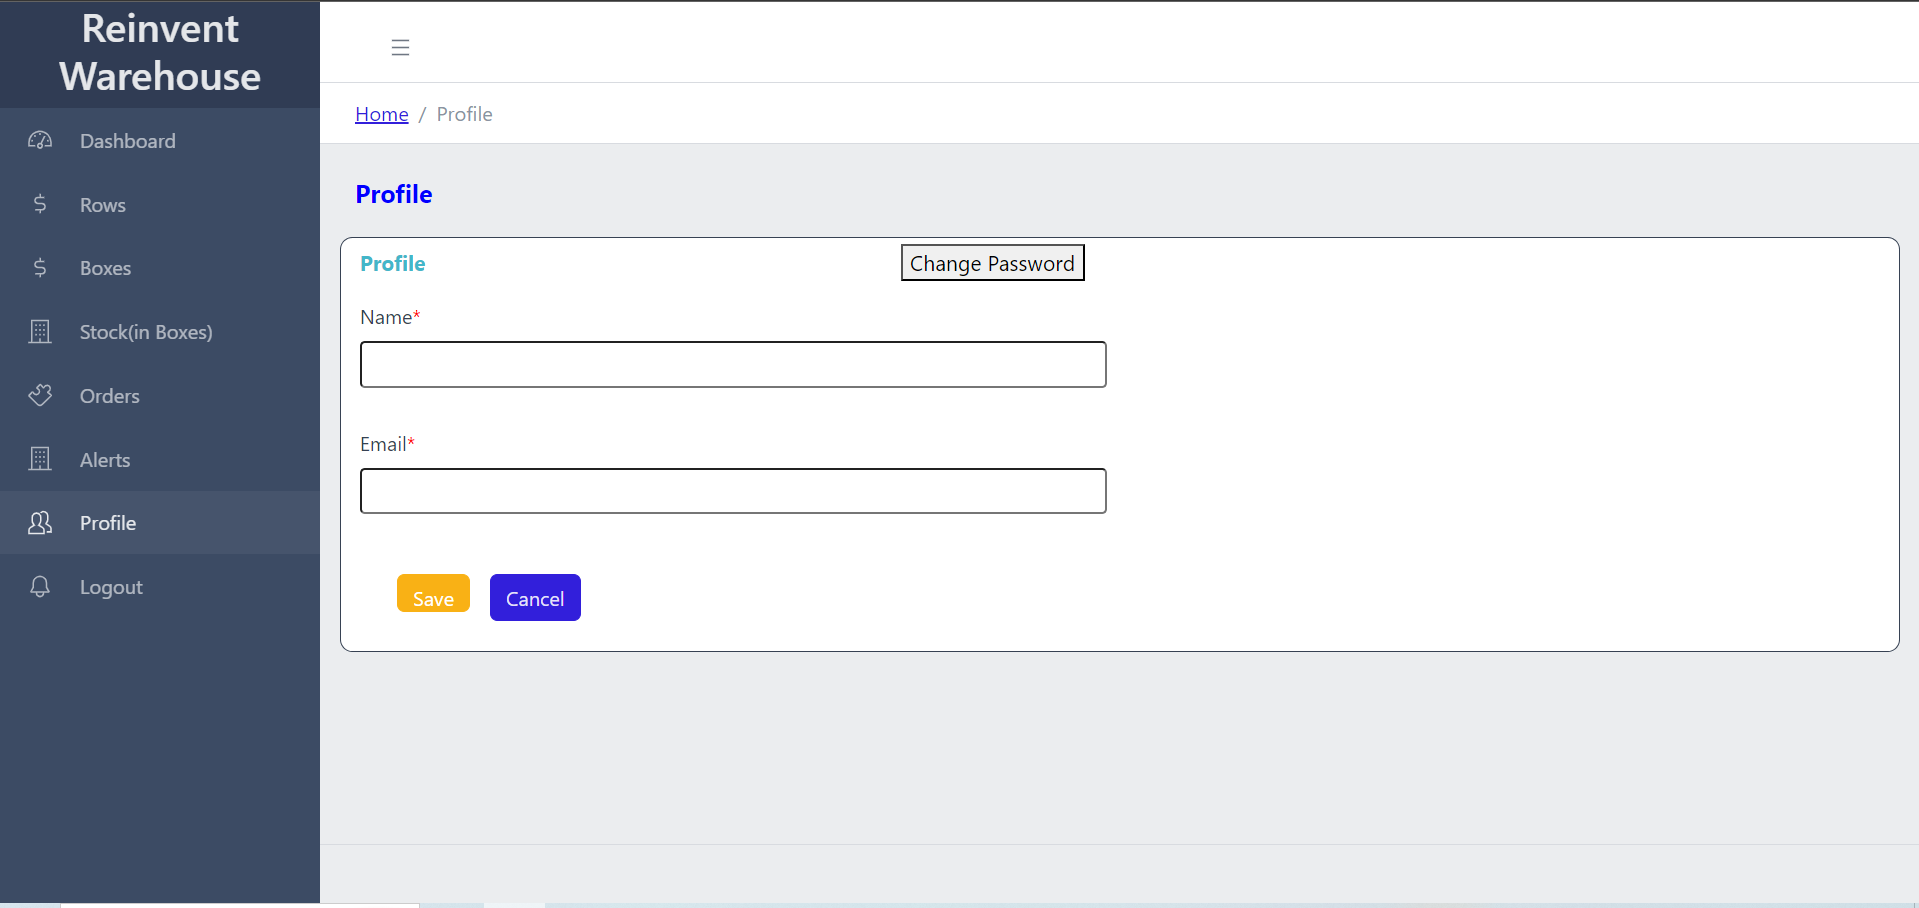 Reinvent
Warehouse
Dashboard
Rows
Boxes
Stock(in Boxes)
Orders
Alerts
Profile
Logout
Home / Profile
Profile
Profile
Change Password
Name*
Email*
Save
Cancel